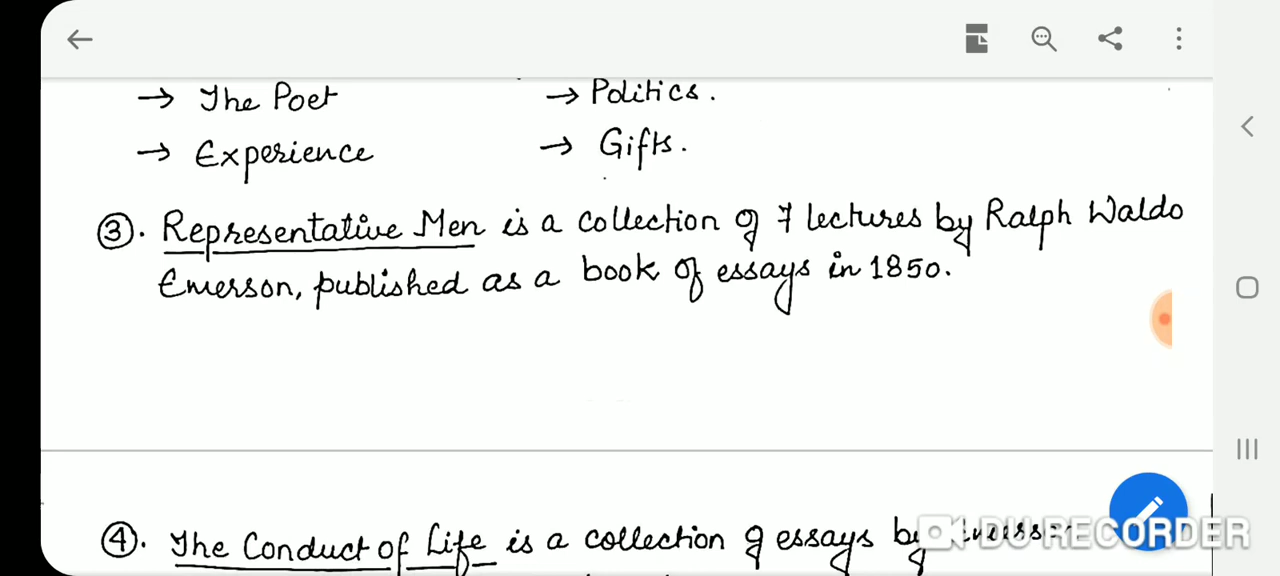 → The Poet → Politics.
→ Experience → Gifts.
③. Representative Men is a collection of 7 lectures by Ralph Waldo
Emerson, published as a book of essays in 1850.
④. The Conduct of Life is a collection of essays by
DU RECORDER